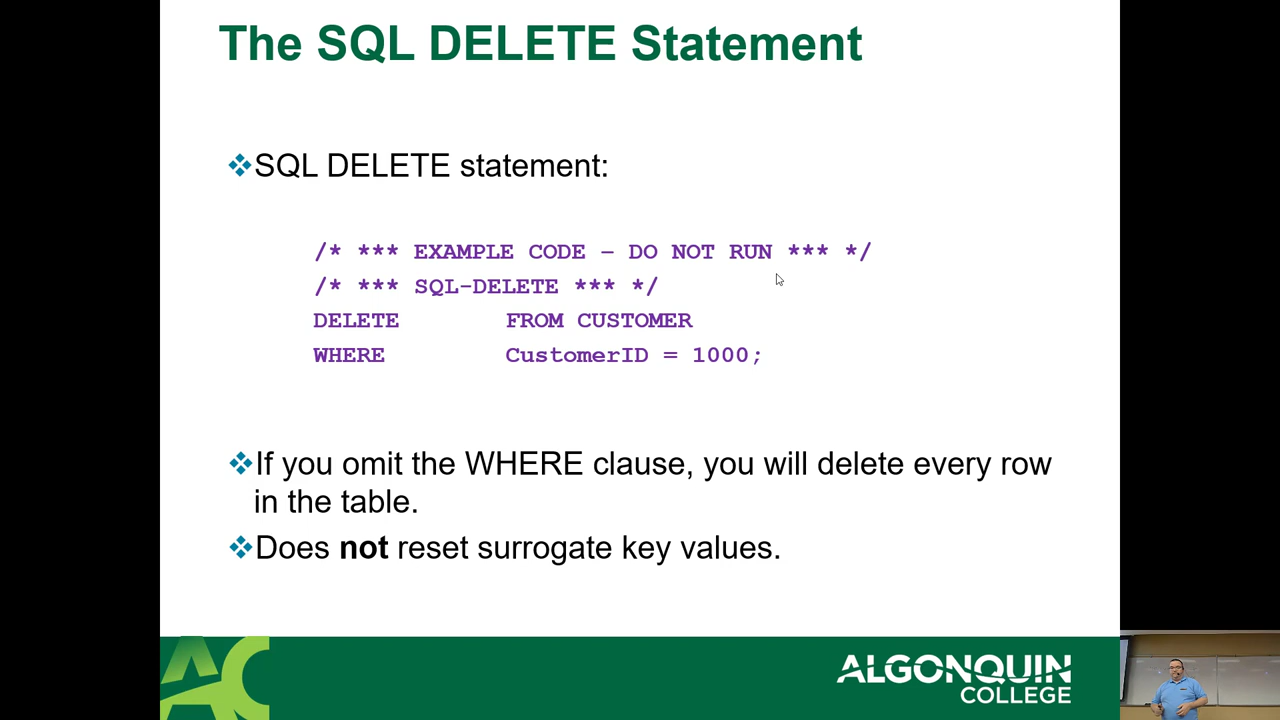 The SQL DELETE Statement
SQL DELETE statement:
/* *** EXAMPLE CODE – DO NOT RUN *** */
/* *** SQL-DELETE *** */
DELETE FROM CUSTOMER
WHERE CustomerID = 1000;
If you omit the WHERE clause, you will delete every row
in the table.
Does not reset surrogate key values.
AC
ALGONQUIN
COLLEGE